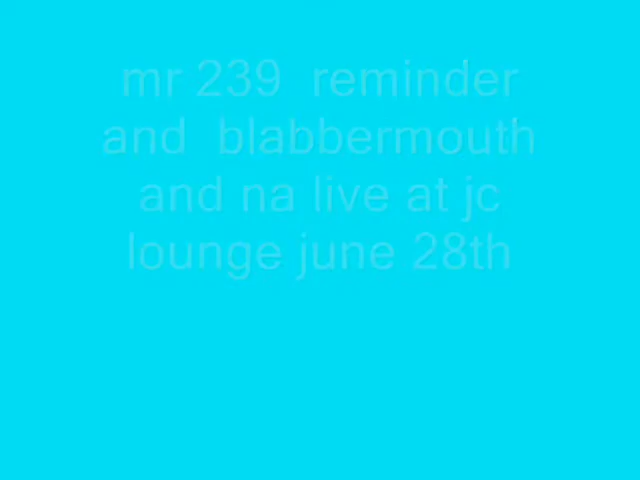 mr 239  reminder
and  blabbermouth
and na live at jc
lounge june 28th